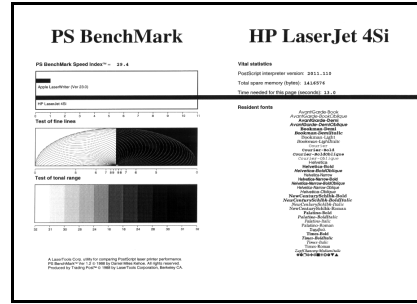 PS BenchMark
PS BenchMark Speed Index™ = 19.4
Apple LaserWriter (Ver 23.0)
HP LaserJet 4Si
Test of fine lines
Test of tonal range
LaserTools Corp. utility for comparing PostScript laser printer performance
PS BenchMark™ Ver 1.2 © 1988 by Daniel Miles Kehoe. All rights reserved.
Produced by Trading Post™ © 1988 by LaserTools Corporation, Berkeley CA.
HP LaserJet 4Si
Vital statistics
PostScript interpreter version: 2011.110
Total spare memory (bytes): 1416576
Time needed for this page (seconds): 13.0
Resident fonts
AvantGarde-Book
AvantGarde-BookOblique
AvantGarde-Demi
AvantGarde-DemiOblique
Bookman-Demi
Bookman-DemiItalic
Bookman-Light
Bookman-LightItalic
Courier
Courier-Bold
Courier-BoldOblique
Courier-Oblique
Helvetica
Helvetica-Bold
Helvetica-BoldOblique
Helvetica-Narrow
Helvetica-Narrow-Bold
Helvetica-Narrow-BoldOblique
Helvetica-Narrow-Oblique
Helvetica-Oblique
NewCenturySchlbk-Bold
NewCenturySchlbk-BoldItalic
NewCenturySchlbk-Italic
NewCenturySchlbk-Roman
Palatino-Bold
Palatino-BoldItalic
Palatino-Italic
Palatino-Roman
Times-Bold
Times-BoldItalic
Times-Italic
Times-Roman
ZapfChancery-MediumItalic